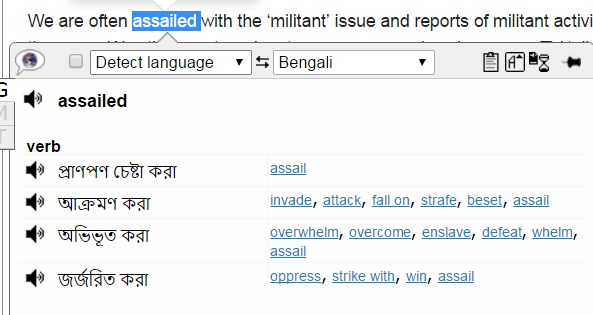 We are often assailed with the ‘militant’ issue and reports of militant activi
Detect language Bengali
G
M
T
assailed
verb
প্রাণপণ চেষ্টা করা assail
আক্রমণ করা invade, attack, fall on, strafe, beset, assail
অভিভূত করা overwhelm, overcome, enslave, defeat, whelm,
assail
জর্জরিত করা oppress, strike with, win, assail